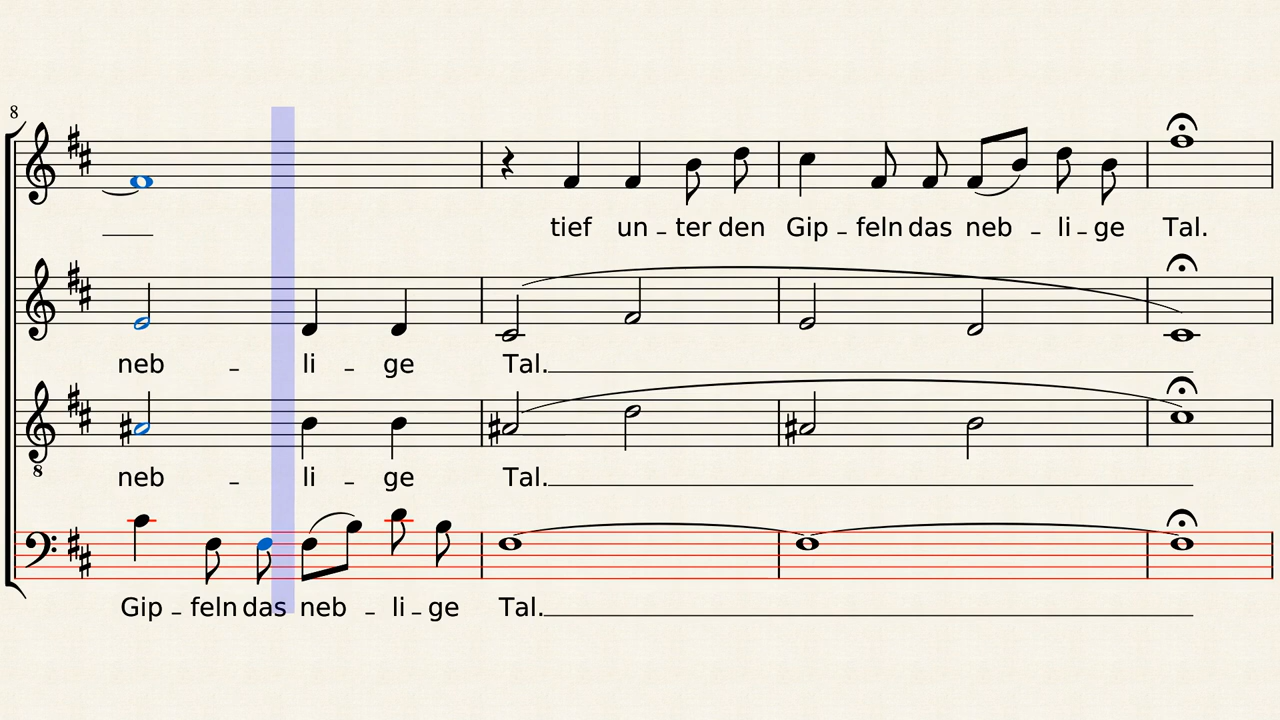 8
tief un - ter den Gip - feln das neb - li - ge Tal.
neb - li - ge Tal.
8
neb - li - ge Tal.
Gip - feln das neb - li - ge Tal.